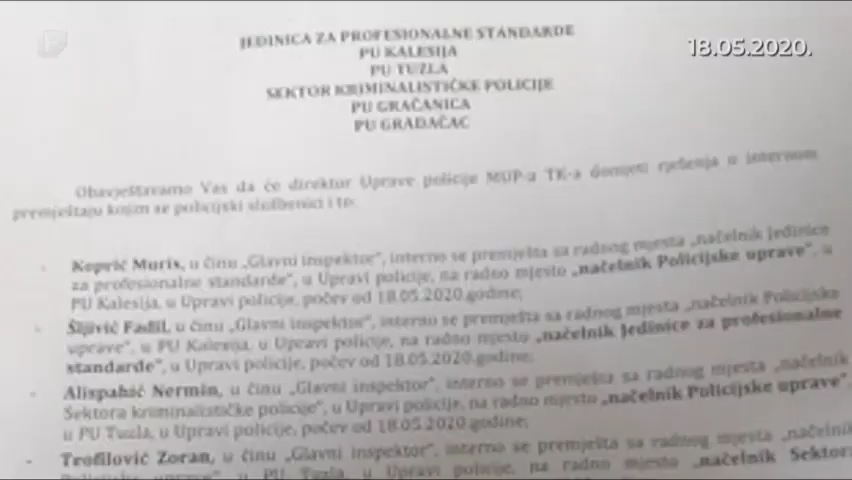 18.05.2020.
JEDINICA ZA PROFESIONALNE STANDARDE
PU KALESIJA
PU TUZLA
SEKTOR KRIMINALISTIČKE POLICIJE
PU GRAČANICA
PU GRADAČAC
Obavještavamo Vas da će direktor Uprave policije MUP-a TK-a donijeti rješenja o internom
premještaju kojim se policijski službenici i to:
- Koprić Muris, u činu „Glavni inspektor", interno se premješta sa radnog mjesta „načelnik Jedinice
za profesionalne standarde", u Upravi policije, na radno mjesto „načelnik Policijske uprave", u
PU Kalesija, u Upravi policije, počev od 18.05.2020.godine;
- Šljivić Fadil, u činu „Glavni inspektor", interno se premješta sa radnog mjesta „načelnik Policijske
uprave", u PU Kalesija, u Upravi policije, na radno mjesto „načelnik Jedinice za profesionalne
standarde", u Upravi policije, počev od 18.05.2020.godine;
- Alispahić Nermin, u činu „Glavni inspektor", interno se premješta sa radnog mjesta „načelnik
Sektora kriminalističke policije", u Upravi policije, na radno mjesto „načelnik Policijske uprave",
u PU Tuzla, u Upravi policije, počev od 18.05.2020.godine;
- Teofilović Zoran, u činu „Glavni inspektor", interno se premješta sa radnog mjesta „načelnik
Policijske uprave", u PU Tuzla, u Upravi policije, na radno mjesto „načelnik Sektora